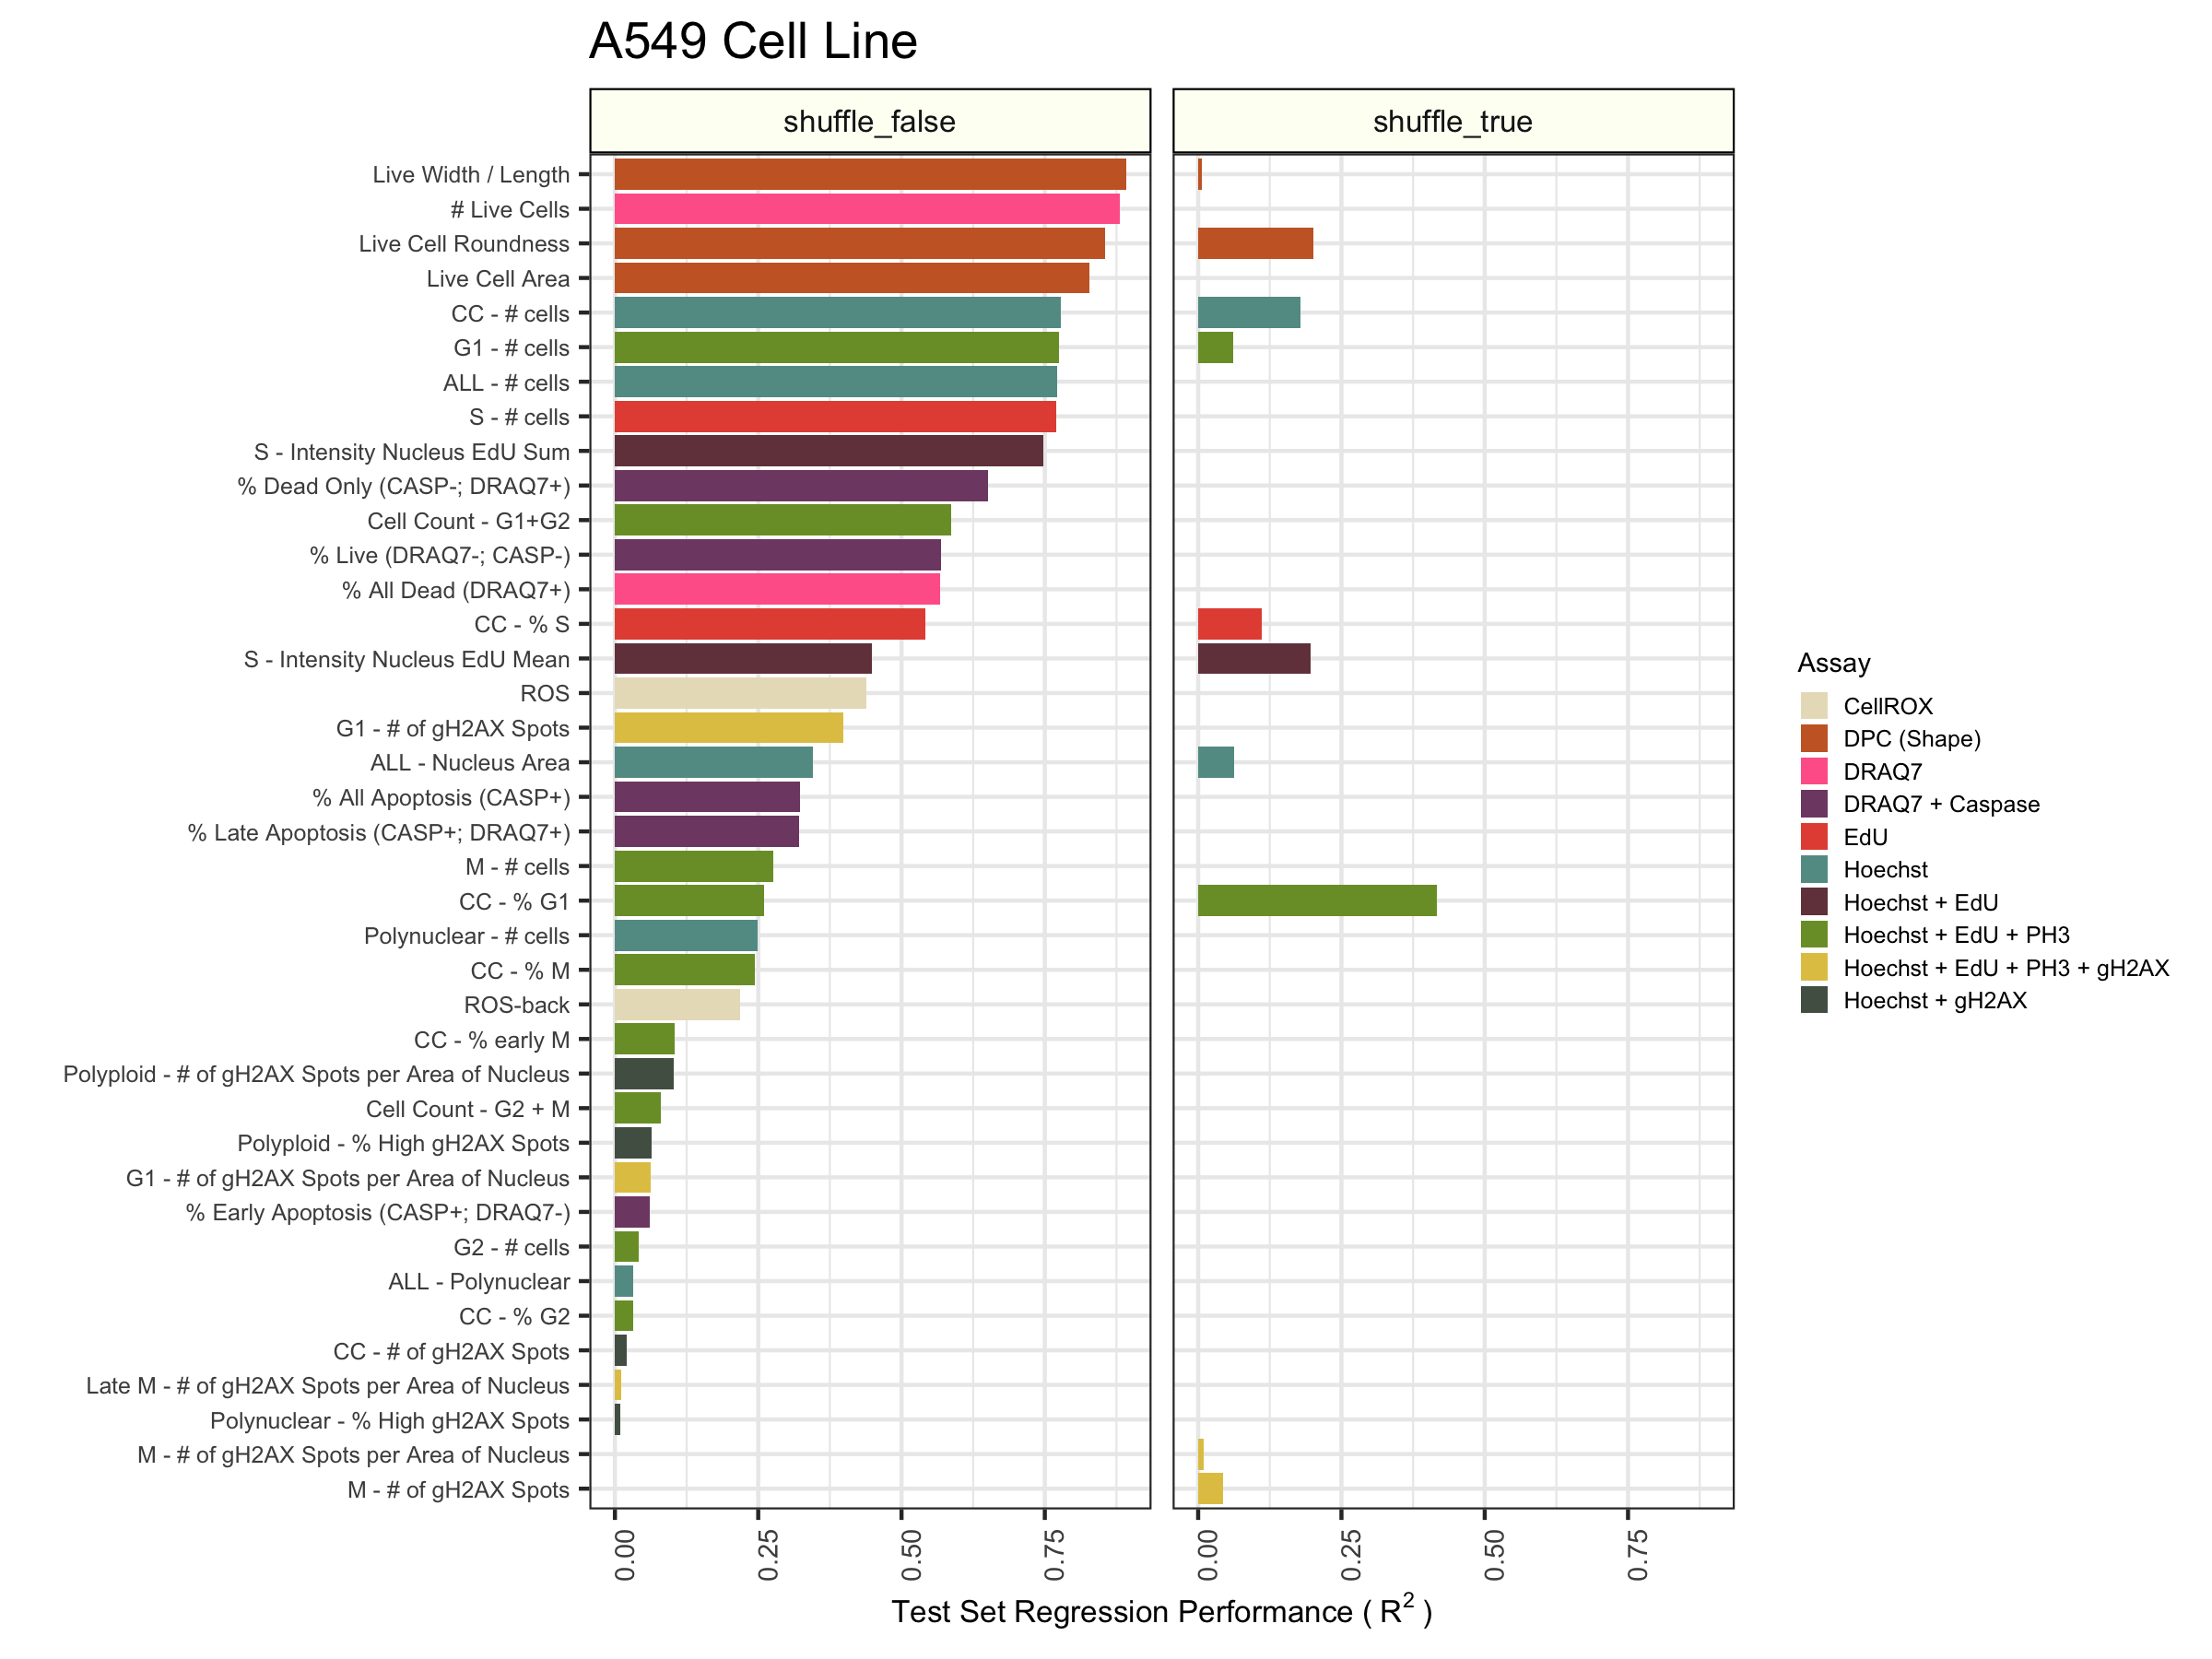 A549 Cell Line
shuffle_false
shuffle_true
Live Width / Length
# Live Cells
Live Cell Roundness
Live Cell Area
CC - # cells
G1 - # cells
ALL - # cells
S - # cells
S - Intensity Nucleus EdU Sum
% Dead Only (CASP-; DRAQ7+)
Cell Count - G1+G2
% Live (DRAQ7-; CASP-)
% All Dead (DRAQ7+)
CC - % S
S - Intensity Nucleus EdU Mean
ROS
G1 - # of gH2AX Spots
ALL - Nucleus Area
% All Apoptosis (CASP+)
% Late Apoptosis (CASP+; DRAQ7+)
M - # cells
CC - % G1
Polynuclear - # cells
CC - % M
ROS-back
CC - % early M
Polyploid - # of gH2AX Spots per Area of Nucleus
Cell Count - G2 + M
Polyploid - % High gH2AX Spots
G1 - # of gH2AX Spots per Area of Nucleus
% Early Apoptosis (CASP+; DRAQ7-)
G2 - # cells
ALL - Polynuclear
CC - % G2
CC - # of gH2AX Spots
Late M - # of gH2AX Spots per Area of Nucleus
Polynuclear - % High gH2AX Spots
M - # of gH2AX Spots per Area of Nucleus
M - # of gH2AX Spots
0.00
0.25
0.50
0.75
0.00
0.25
0.50
0.75
Test Set Regression Performance ( R² )
Assay
CellROX
DPC (Shape)
DRAQ7
DRAQ7 + Caspase
EdU
Hoechst
Hoechst + EdU
Hoechst + EdU + PH3
Hoechst + EdU + PH3 + gH2AX
Hoechst + gH2AX